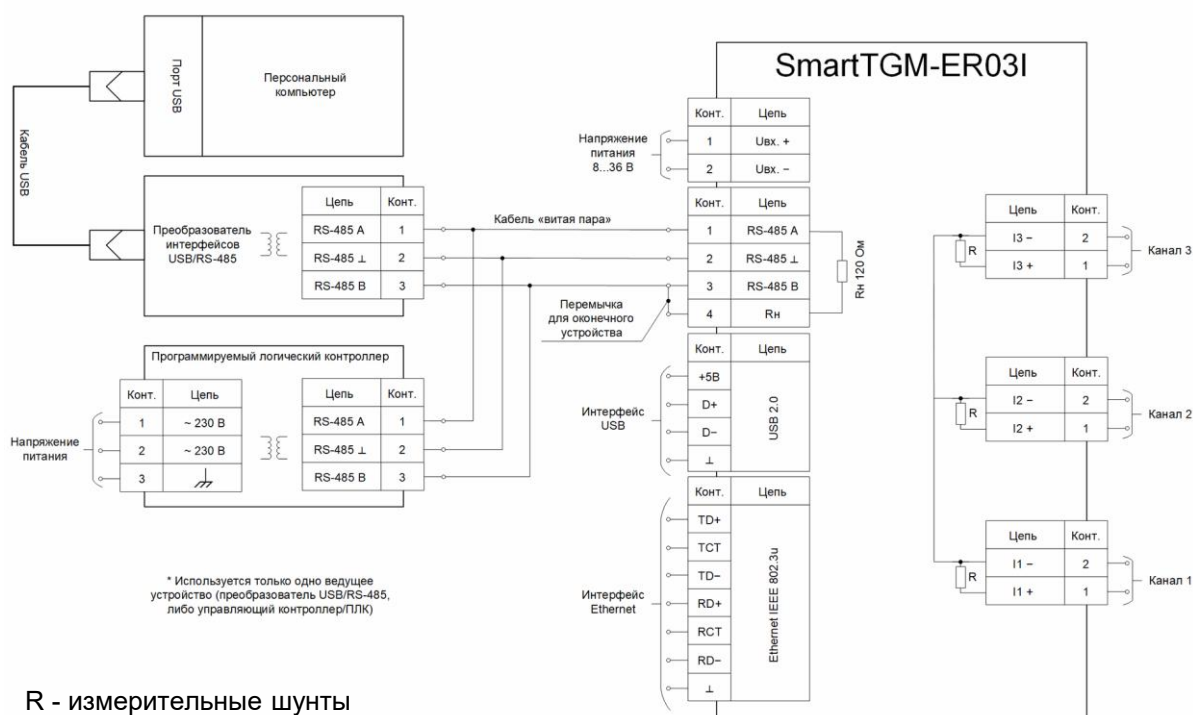 Порт USB
Персональный
компьютер
Кабель USB
Преобразователь
интерфейсов
USB/RS-485
Цепь Конт.
RS-485 A 1
RS-485 ⊥ 2
RS-485 B 3
Кабель «витая пара»
Программируемый логический контроллер
Напряжение
питания
Конт. Цепь
1 ~ 230 В
2 ~ 230 В
3
Цепь Конт.
RS-485 A 1
RS-485 ⊥ 2
RS-485 B 3
* Используется только одно ведущее
устройство (преобразователь USB/RS-485,
либо управляющий контроллер/ПЛК)
R - измерительные шунты
SmartTGM-ER03I
Напряжение
питания
8...36 В
Конт. Цепь
1 Uвх. +
2 Uвх. −
Конт. Цепь
1 RS-485 A
2 RS-485 ⊥
3 RS-485 B
4 Rн
Rн 120 Ом
Перемычка
для оконечного
устройства
Интерфейс
USB
Конт. Цепь
+5В
D+
D−
⊥
USB 2.0
Интерфейс
Ethernet
Конт. Цепь
TD+
TCT
TD−
RD+
RCT
RD−
⊥
Ethernet IEEE 802.3u
Цепь Конт.
R
I3 − 2
I3 + 1
Канал 3
Цепь Конт.
R
I2 − 2
I2 + 1
Канал 2
Цепь Конт.
R
I1 − 2
I1 + 1
Канал 1